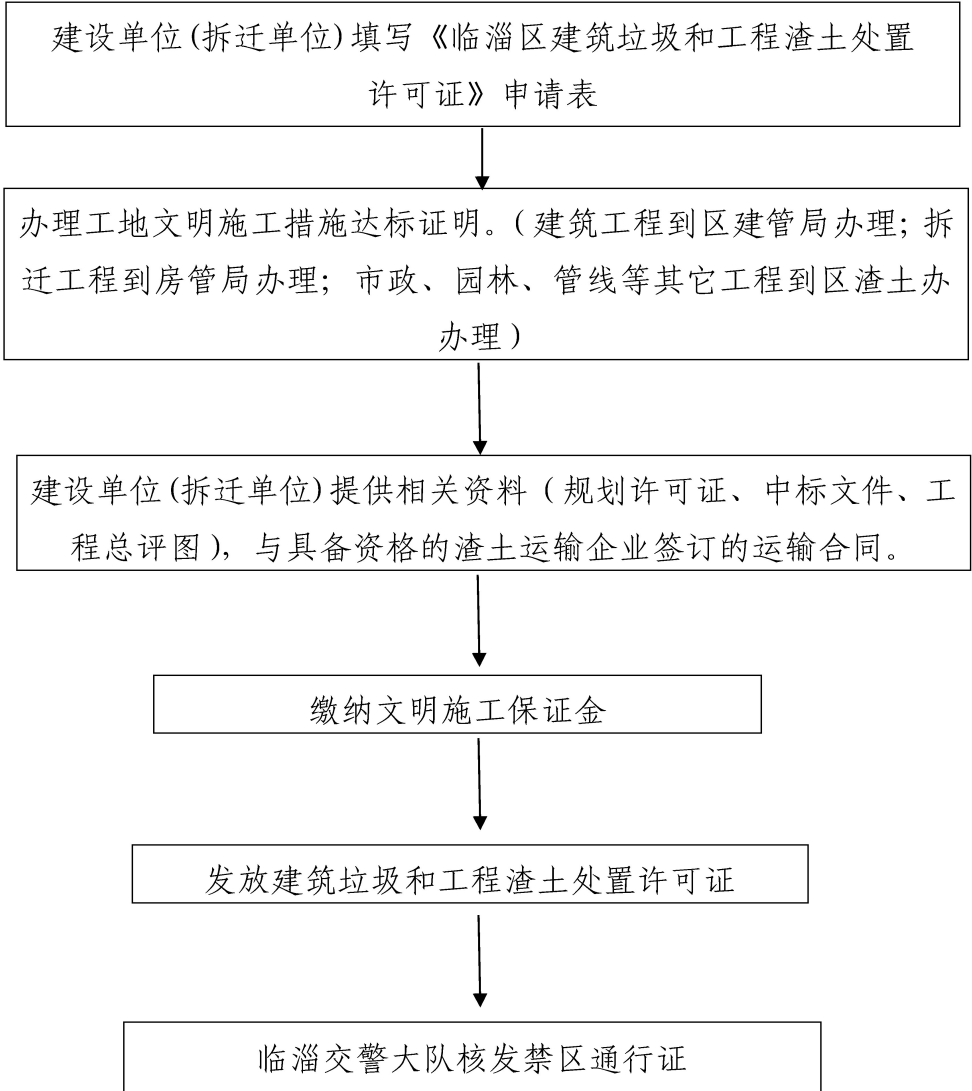 建设单位(拆迁单位)填写《临淄区建筑垃圾和工程渣土处置
许可证》申请表
办理工地文明施工措施达标证明。(建筑工程到区建管局办理；拆
迁工程到房管局办理；市政、园林、管线等其它工程到区渣土办
办理)
建设单位(拆迁单位)提供相关资料（规划许可证、中标文件、工
程总评图），与具备资格的渣土运输企业签订的运输合同。
缴纳文明施工保证金
发放建筑垃圾和工程渣土处置许可证
临淄交警大队核发禁区通行证